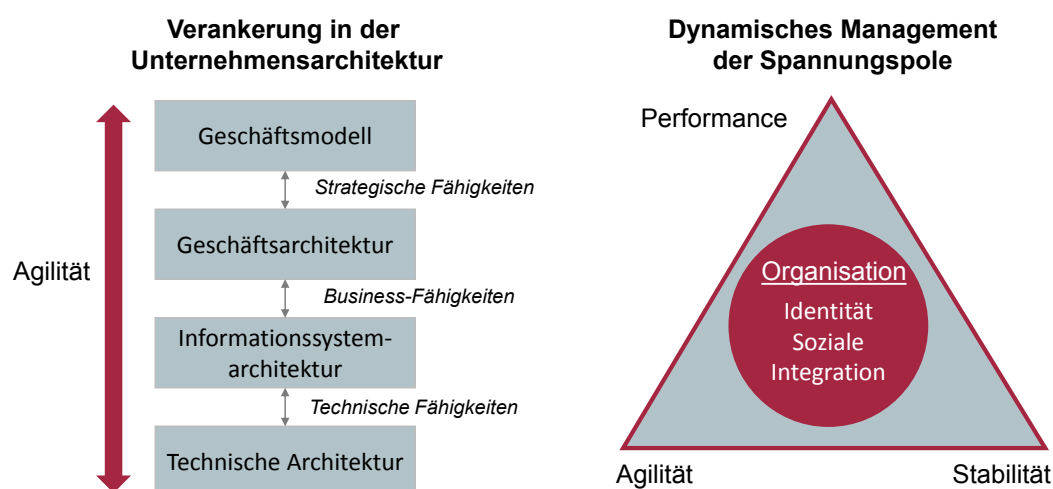 Verankerung in der
Unternehmensarchitektur
Agilität
Geschäftsmodell
Strategische Fähigkeiten
Geschäftsarchitektur
Business-Fähigkeiten
Informationssystem-
architektur
Technische Fähigkeiten
Technische Architektur
Dynamisches Management
der Spannungspole
Performance
Organisation
Identität
Soziale
Integration
Agilität
Stabilität